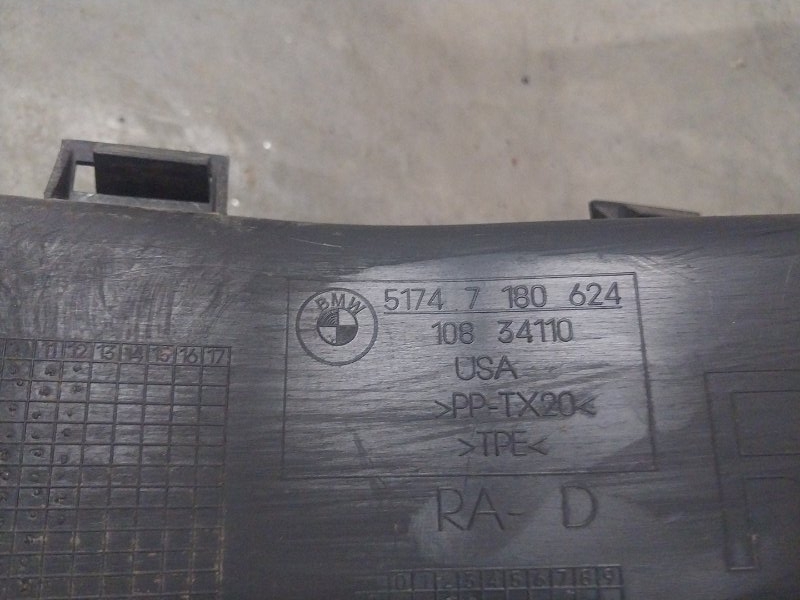 BMW
5174 7 180 624
108 34110
USA
>PP-TX20<
>TPE<
11 12 13 14 15 16 17
RA- D
0 1 2 3 4 5 6 7 8 9